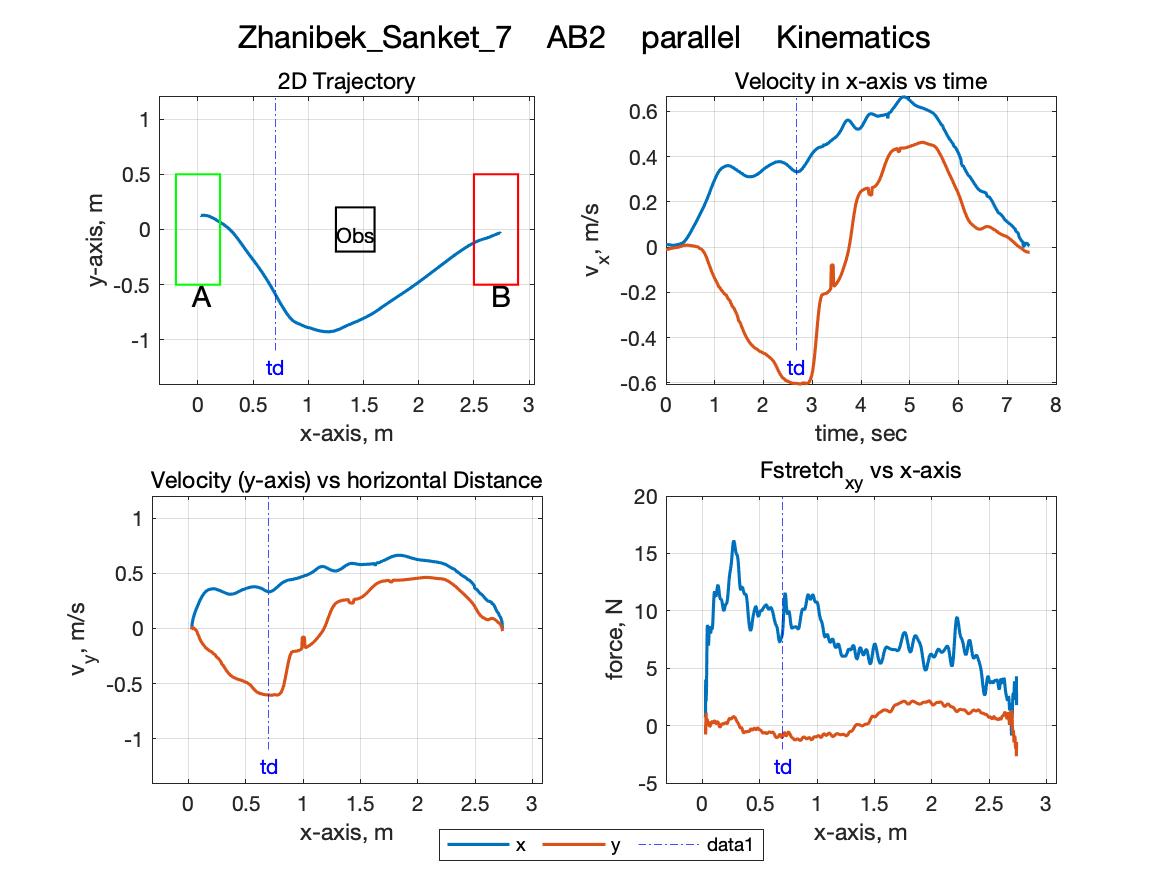 Zhanibek_Sanket_7 AB2 parallel Kinematics
2D Trajectory
y-axis, m
1
0.5
0
-0.5
-1
Obs
A
B
td
0 0.5 1 1.5 2 2.5 3
x-axis, m
Velocity in x-axis vs time
v_x, m/s
0.6
0.4
0.2
0
-0.2
-0.4
-0.6
td
0 1 2 3 4 5 6 7 8
time, sec
Velocity (y-axis) vs horizontal Distance
v_y, m/s
1
0.5
0
-0.5
-1
td
0 0.5 1 1.5 2 2.5 3
x-axis, m
Fstretch_xy vs x-axis
force, N
20
15
10
5
0
-5
td
0 0.5 1 1.5 2 2.5 3
x-axis, m
x y data1